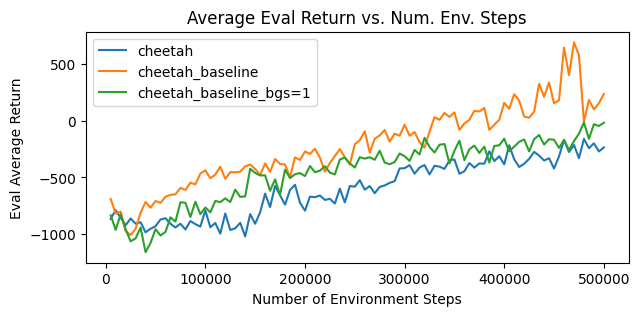 Average Eval Return vs. Num. Env. Steps
cheetah
cheetah_baseline
cheetah_baseline_bgs=1
Eval Average Return
500
0
−500
−1000
0
100000
200000
300000
400000
500000
Number of Environment Steps